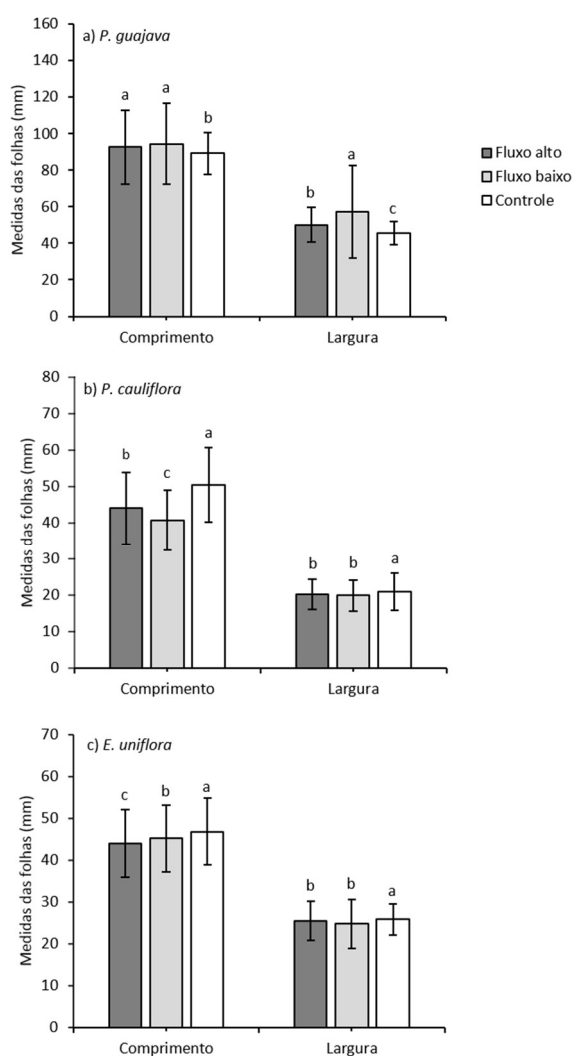 a) P. guajava
Medidas das folhas (mm)
160
140
120
100
80
60
40
20
0
a
a
b
b
a
c
Comprimento
Largura
Fluxo alto
Fluxo baixo
Controle
b) P. cauliflora
Medidas das folhas (mm)
80
70
60
50
40
30
20
10
0
b
c
a
b
b
a
Comprimento
Largura
c) E. uniflora
Medidas das folhas (mm)
70
60
50
40
30
20
10
0
c
b
a
b
b
a
Comprimento
Largura